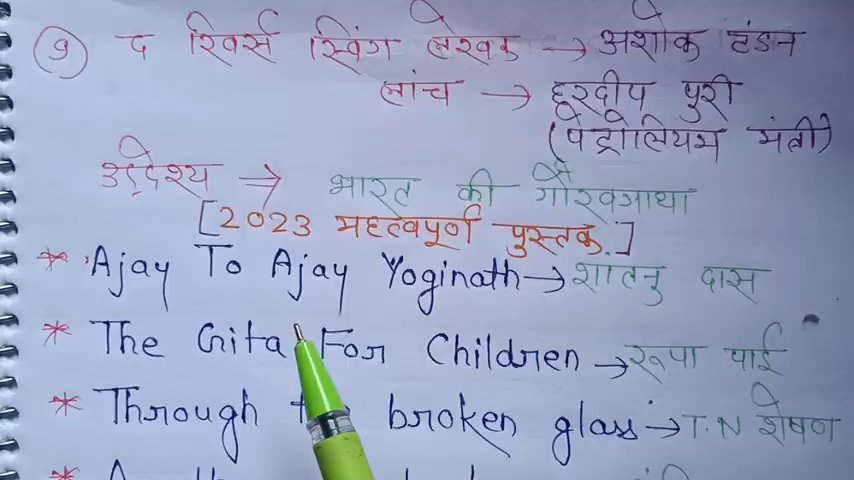 9 द रिवर्स स्विंग लेखक → अशोक टंडन
लांच → हूरदीप पुरी
(पेट्रोलियम मंत्री)
उद्देश्य → भारत की गौरवगाथा
[2023 महत्वपूर्ण पुस्तक.]
* Ajay To Ajay Yoginath → शातनु दास
* The Gita For Children → रूपा पाई
* Through broken glass → T.N शेषण
*